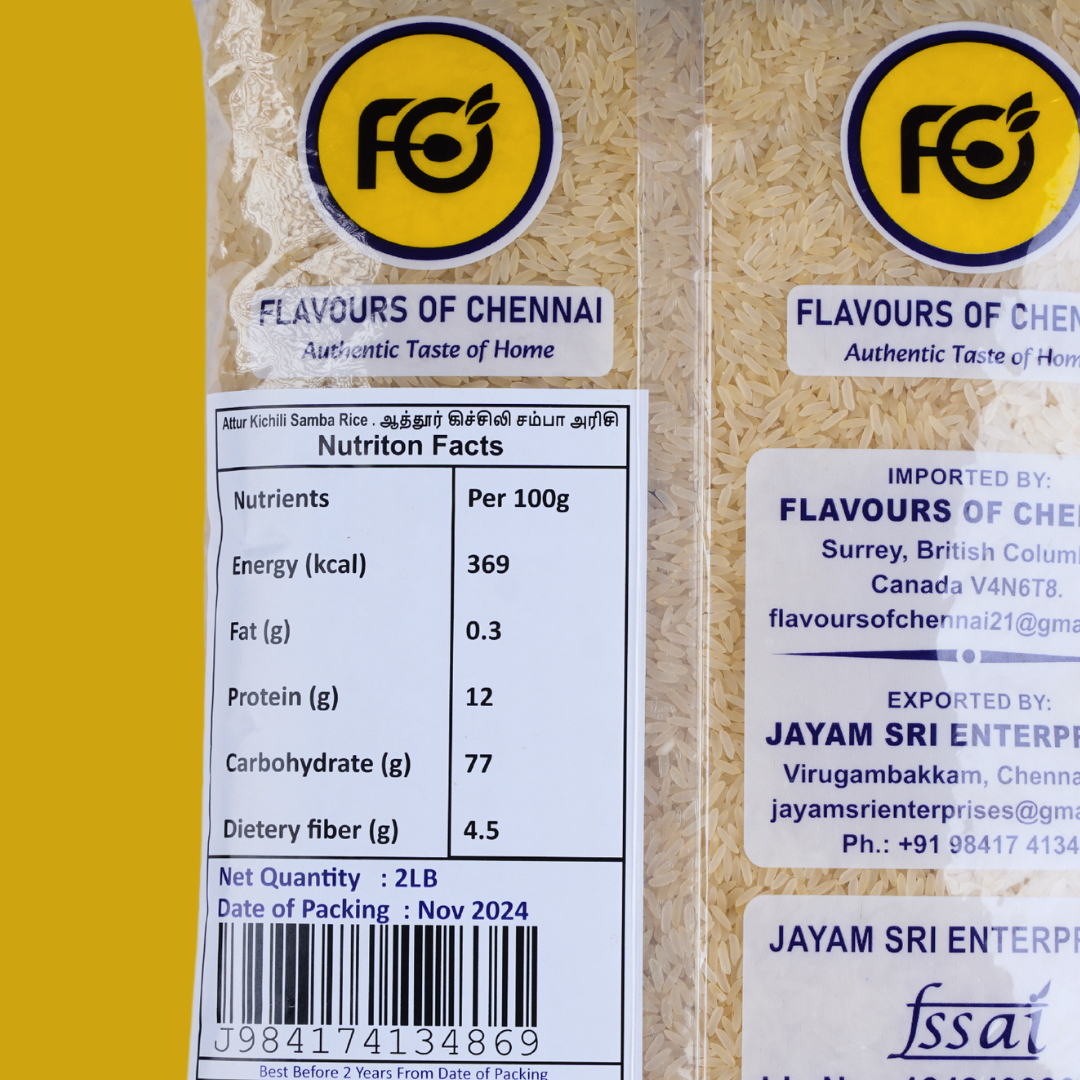 FO
FLAVOURS OF CHENNAI
Authentic Taste of Home
Attur Kichili Samba Rice . ஆத்தூர் கிச்சிலி சம்பா அரிசி
Nutriton Facts
Nutrients Per 100g
Energy (kcal) 369
Fat (g) 0.3
Protein (g) 12
Carbohydrate (g) 77
Dietery fiber (g) 4.5
Net Quantity : 2LB
Date of Packing : Nov 2024
J984174134869
Best Before 2 Years From Date of Packing
FO
FLAVOURS OF CHEN
Authentic Taste of Hom
IMPORTED BY:
FLAVOURS OF CHE
Surrey, British Colum
Canada V4N6T8.
flavoursofchennai21@gma
EXPORTED BY:
JAYAM SRI ENTERP
Virugambakkam, Chenna
jayamsrienterprises@gma
Ph.: +91 98417 4134
JAYAM SRI ENTERP
fssai